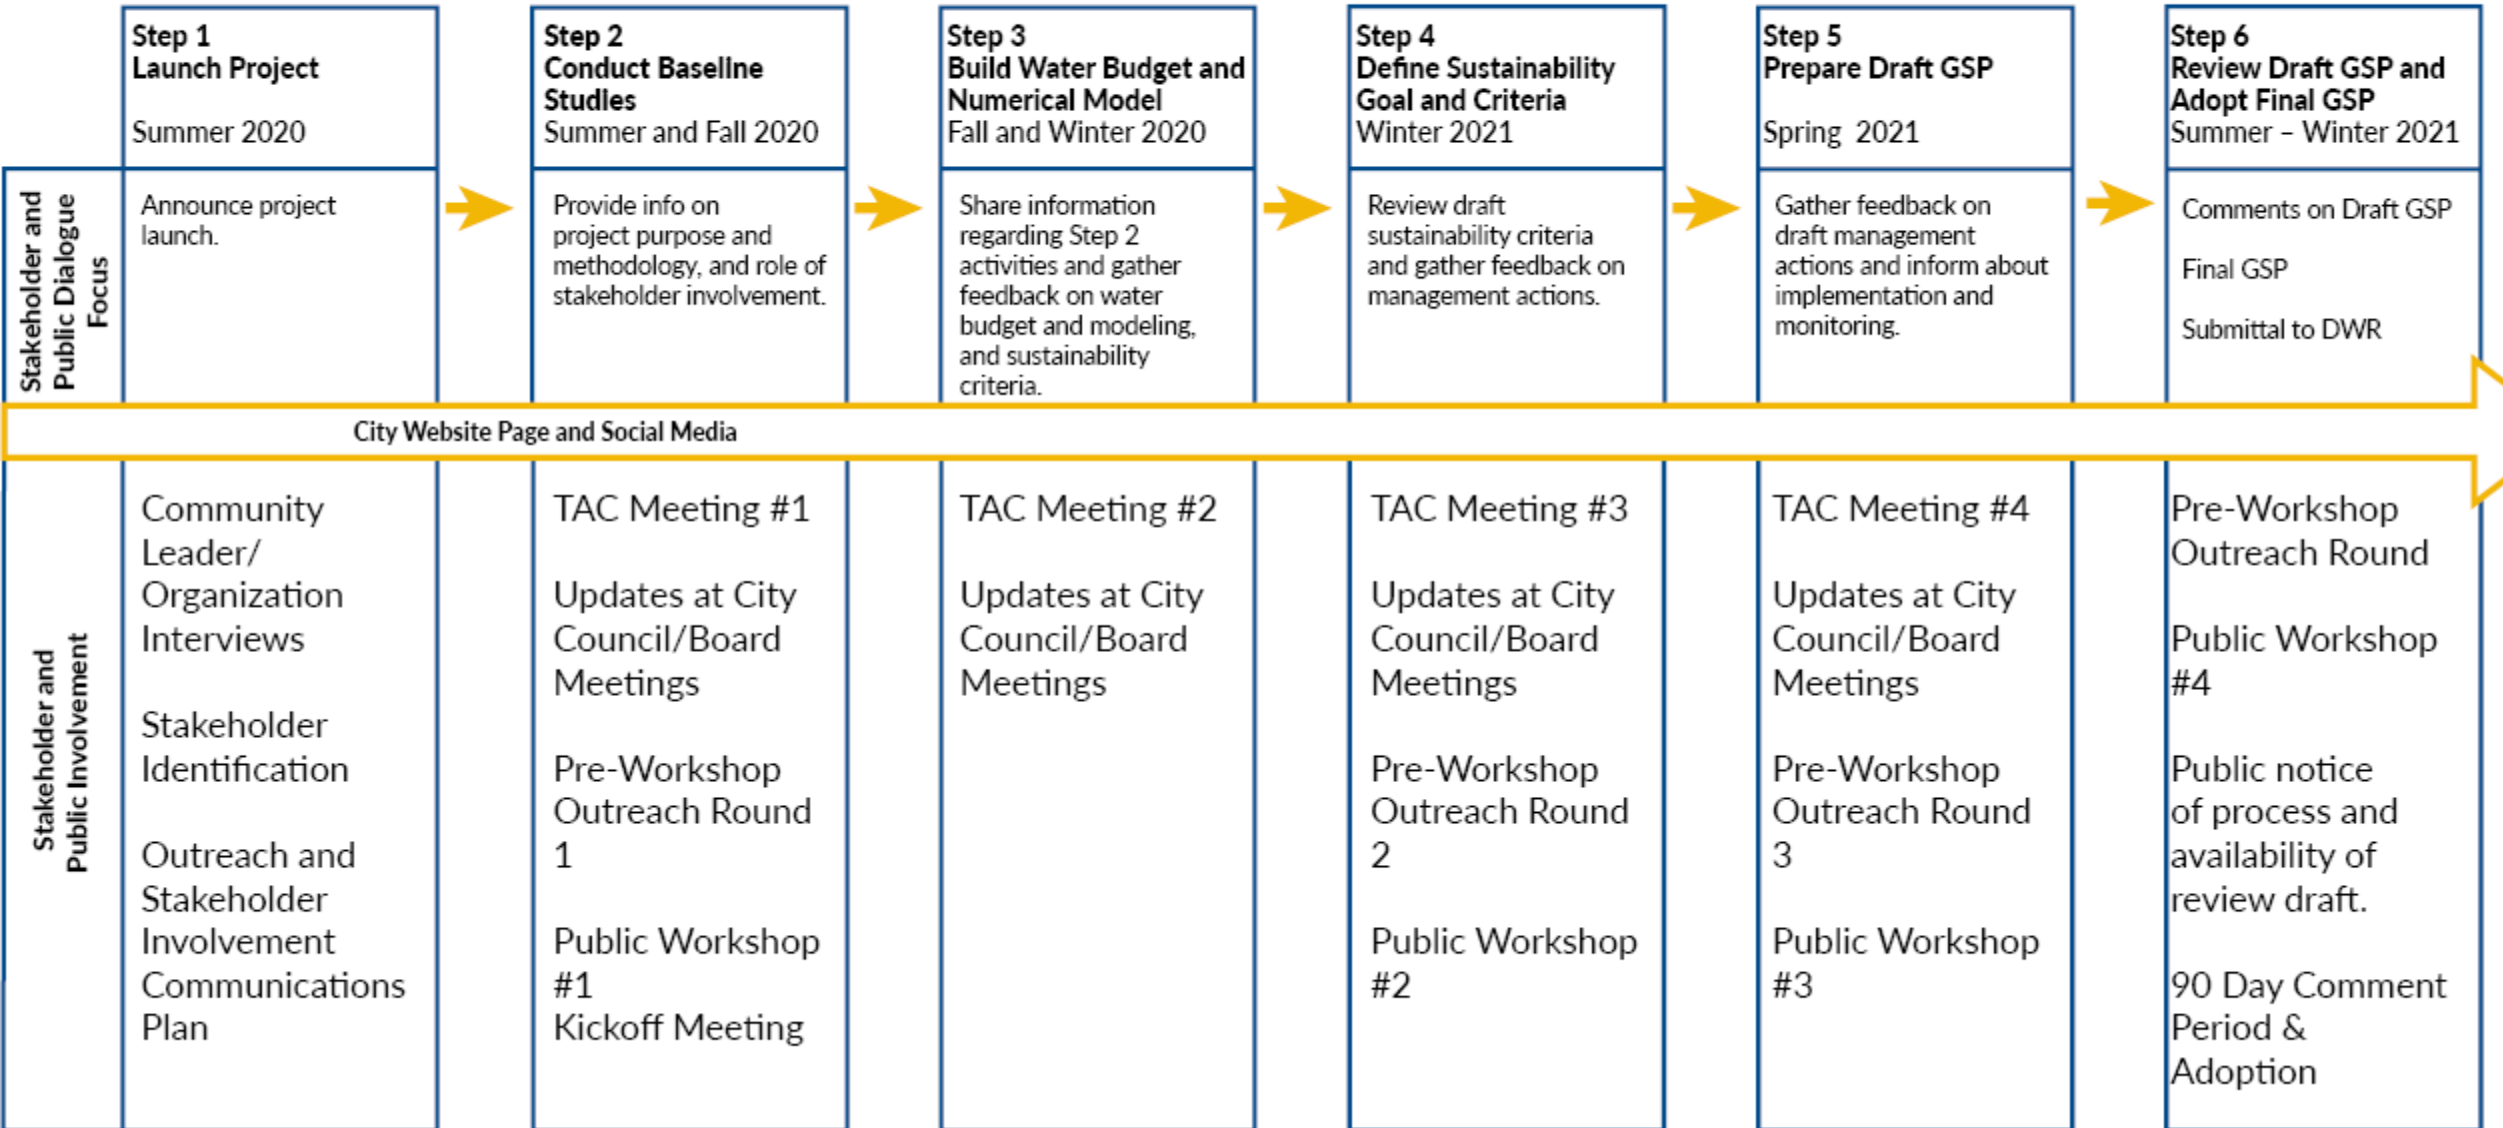 Step 1
Launch Project
Summer 2020
Step 2
Conduct Baseline
Studies
Summer and Fall 2020
Step 3
Build Water Budget and
Numerical Model
Fall and Winter 2020
Step 4
Define Sustainability
Goal and Criteria
Winter 2021
Step 5
Prepare Draft GSP
Spring 2021
Step 6
Review Draft GSP and
Adopt Final GSP
Summer – Winter 2021
Stakeholder and
Public Dialogue
Focus
Announce project
launch.
Provide info on
project purpose and
methodology, and role of
stakeholder involvement.
Share information
regarding Step 2
activities and gather
feedback on water
budget and modeling,
and sustainability
criteria.
Review draft
sustainability criteria
and gather feedback on
management actions.
Gather feedback on
draft management
actions and inform about
implementation and
monitoring.
Comments on Draft GSP
Final GSP
Submittal to DWR
City Website Page and Social Media
Stakeholder and
Public Involvement
Community
Leader/
Organization
Interviews
Stakeholder
Identification
Outreach and
Stakeholder
Involvement
Communications
Plan
TAC Meeting #1
Updates at City
Council/Board
Meetings
Pre-Workshop
Outreach Round
1
Public Workshop
#1
Kickoff Meeting
TAC Meeting #2
Updates at City
Council/Board
Meetings
TAC Meeting #3
Updates at City
Council/Board
Meetings
Pre-Workshop
Outreach Round
2
Public Workshop
#2
TAC Meeting #4
Updates at City
Council/Board
Meetings
Pre-Workshop
Outreach Round
3
Public Workshop
#3
Pre-Workshop
Outreach Round
Public Workshop
#4
Public notice
of process and
availability of
review draft.
90 Day Comment
Period &
Adoption